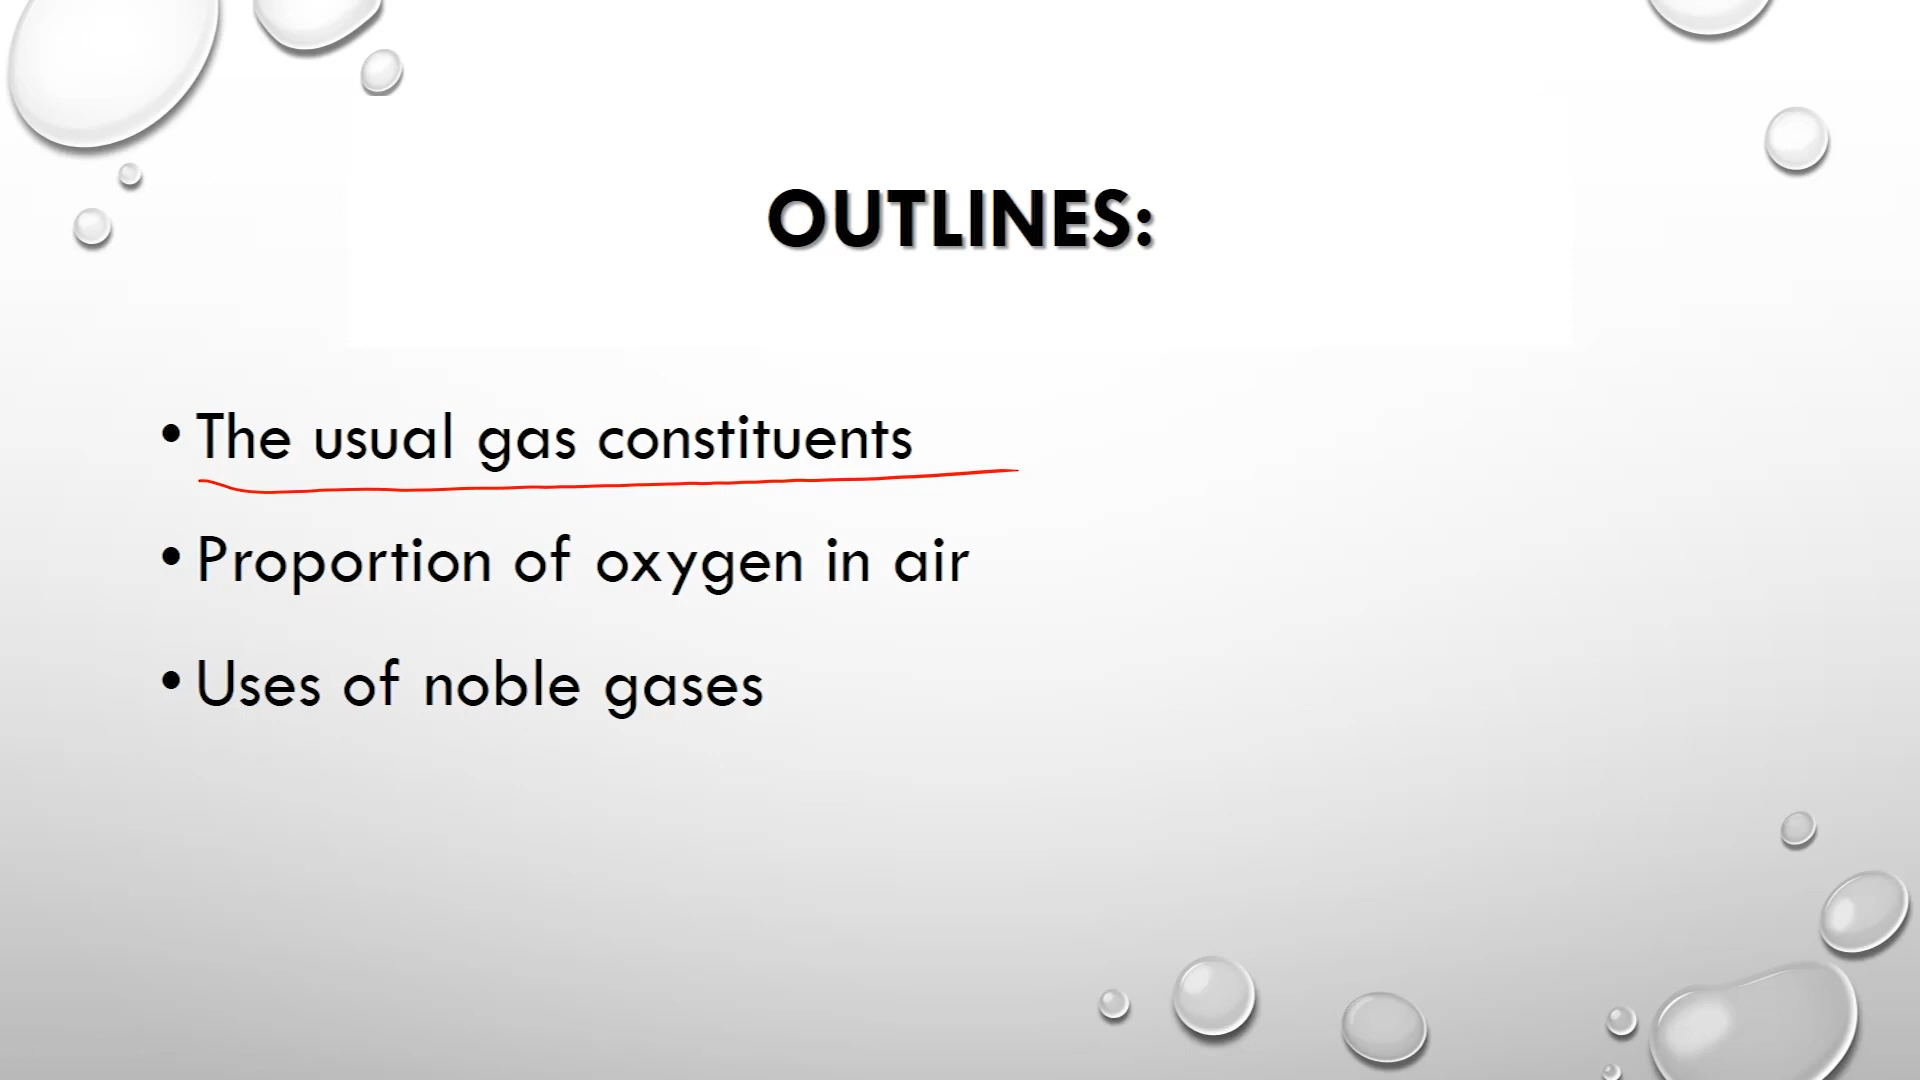 OUTLINES:
• The usual gas constituents
• Proportion of oxygen in air
• Uses of noble gases